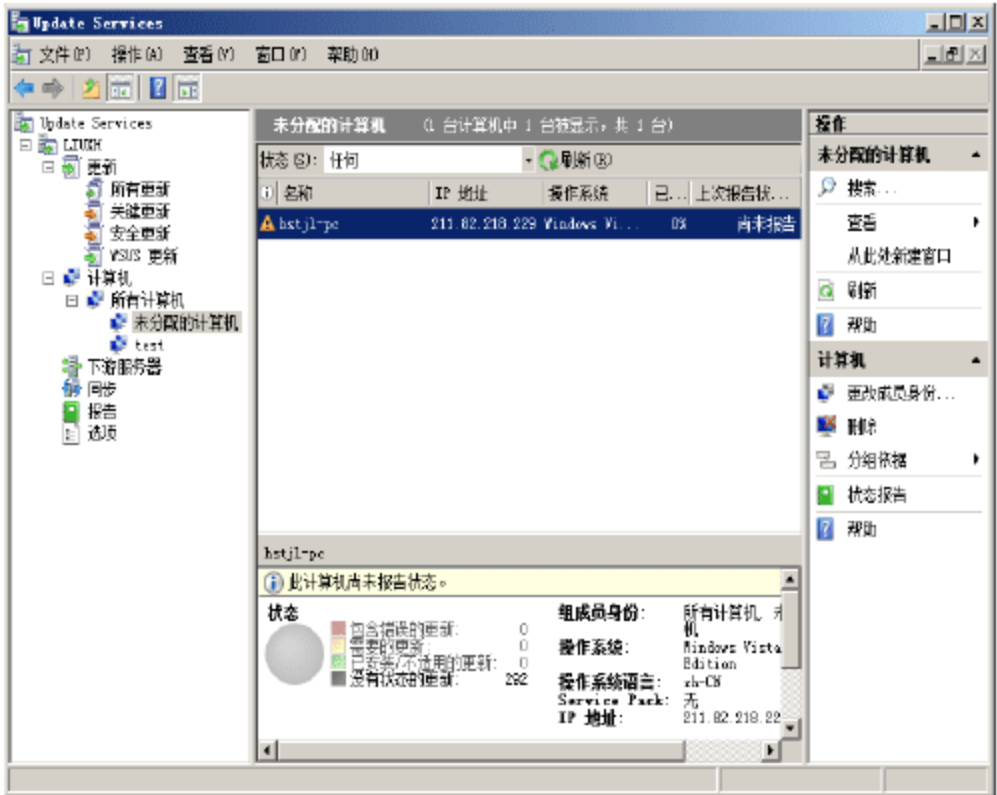 Update Services
文件(F) 操作(A) 查看(V) 窗口(W) 帮助(H)
Update Services
LIUXH
更新
所有更新
关键更新
安全更新
WSUS 更新
计算机
所有计算机
未分配的计算机
test
下游服务器
同步
报告
选项
未分配的计算机 (1 台计算机中 1 台被显示，共 1 台)
状态(S): 任何 刷新(R)
名称 IP 地址 操作系统 已... 上次报告状...
hstjl-pc 211.82.218.229 Windows Vi... 0% 尚未报告
hstjl-pc
此计算机尚未报告状态。
状态
包含错误的更新: 0
需要的更新: 0
已安装/不适用的更新: 0
没有状态的更新: 292
组成员身份: 所有计算机, 未
机
操作系统: Windows Vista
Edition
操作系统语言: zh-CN
Service Pack: 无
IP 地址: 211.82.218.22
操作
未分配的计算机
搜索...
查看
从此处新建窗口
刷新
帮助
计算机
更改成员身份...
删除
分组依据
状态报告
帮助